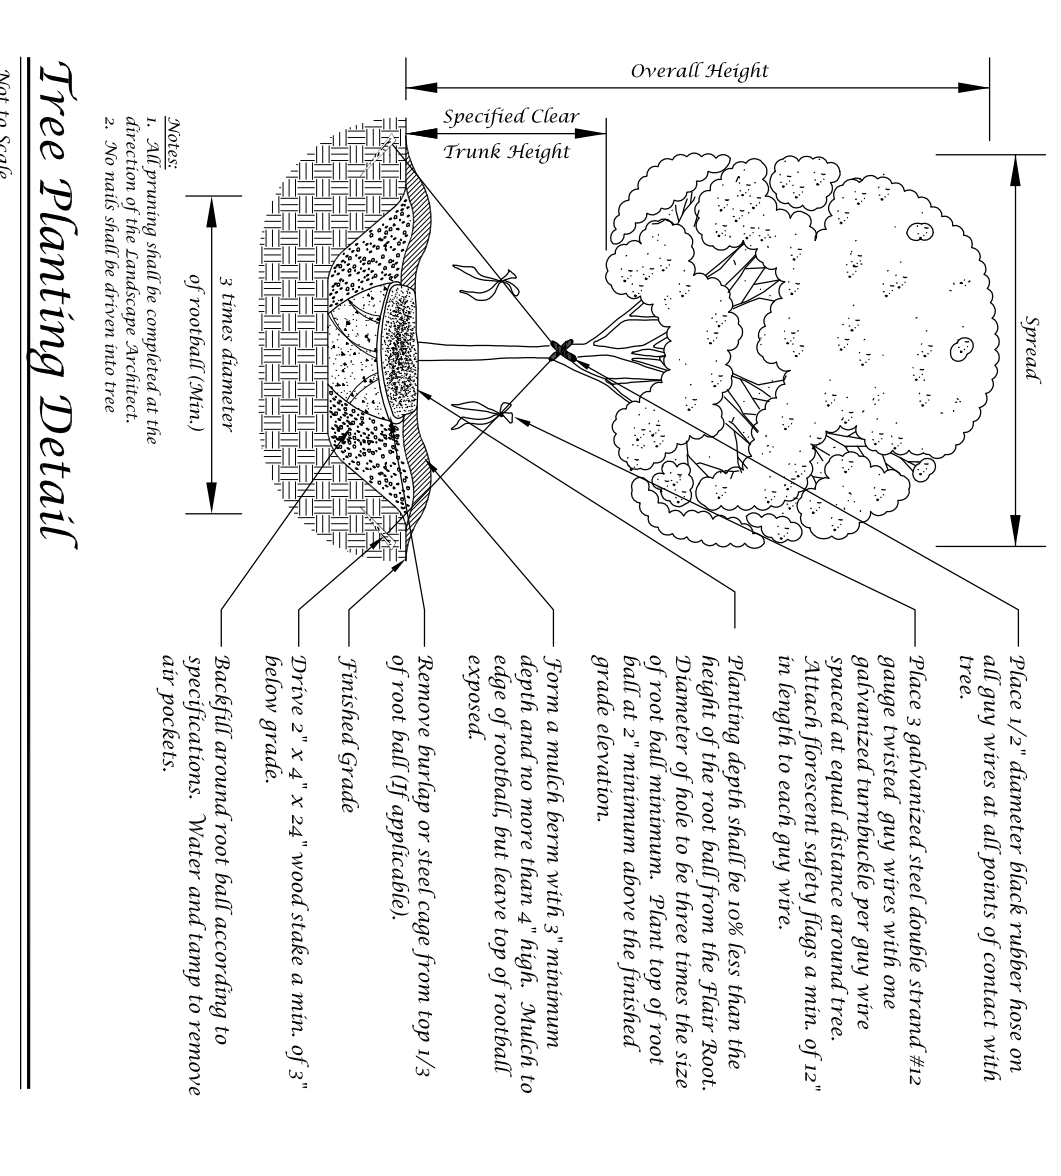 Overall Height
Specified Clear
Trunk Height
Spread
Place 1/2" diameter black rubber hose on
all guy wires at all points of contact with
tree.
Place 3 galvanized steel double strand #12
gauge twisted guy wires with one
galvanized turnbuckle per guy wire
spaced at equal distance around tree.
Attach florescent safety flags a min. of 12"
in length to each guy wire.
Planting depth shall be 10% less than the
height of the root ball from the Flair Root.
Diameter of hole to be three times the size
of root ball minimum. Plant top of root
ball at 2" minimum above the finished
grade elevation.
Form a mulch berm with 3" minimum
depth and no more than 4" high. Mulch to
edge of rootball, but leave top of rootball
exposed.
Remove burlap or steel cage from top 1/3
of root ball (If applicable).
Finished Grade
Drive 2" x 4" x 24" wood stake a min. of 3"
below grade.
Backfill around root ball according to
specifications. Water and tamp to remove
air pockets.
3 times diameter
of rootball (Min.)
Notes:
1. All pruning shall be completed at the
direction of the Landscape Architect.
2. No nails shall be driven into tree
Tree Planting Detail
Not to Scale